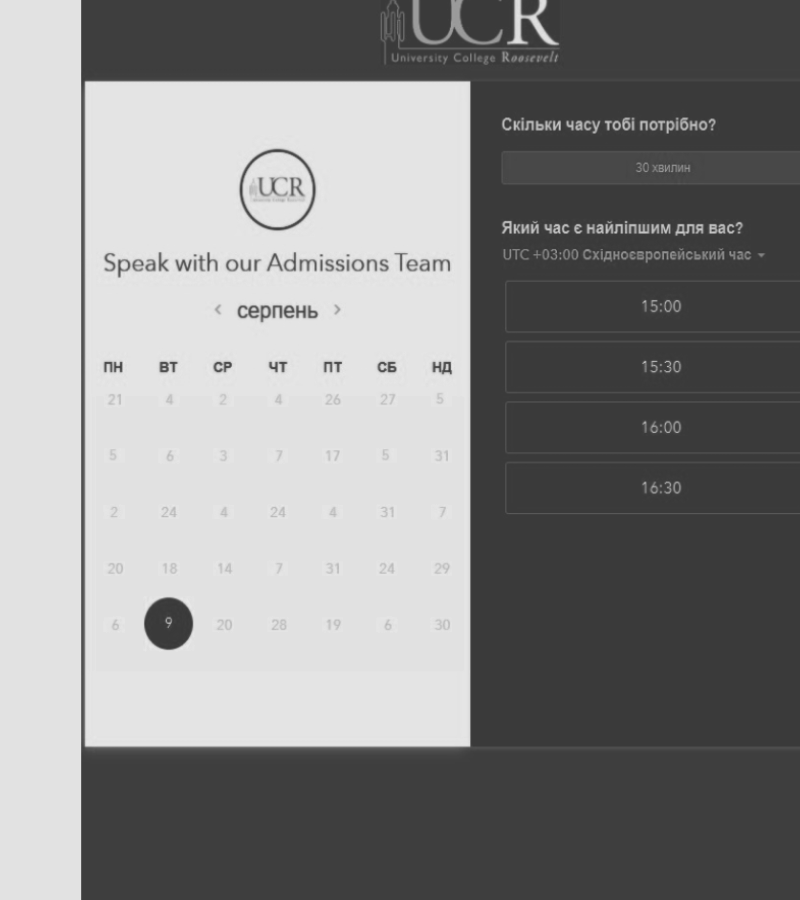 UCR
University College Roosevelt
UCR
Speak with our Admissions Team
< серпень >
ПН ВТ СР ЧТ ПТ СБ НД
21 4 2 4 26 27 5
5 6 3 7 17 5 31
2 24 4 24 4 31 7
20 18 14 7 31 24 29
6 9 20 28 19 6 30
Скільки часу тобі потрібно?
30 хвилин
Який час є найліпшим для вас?
UTC +03:00 Східноєвропейський час
15:00
15:30
16:00
16:30